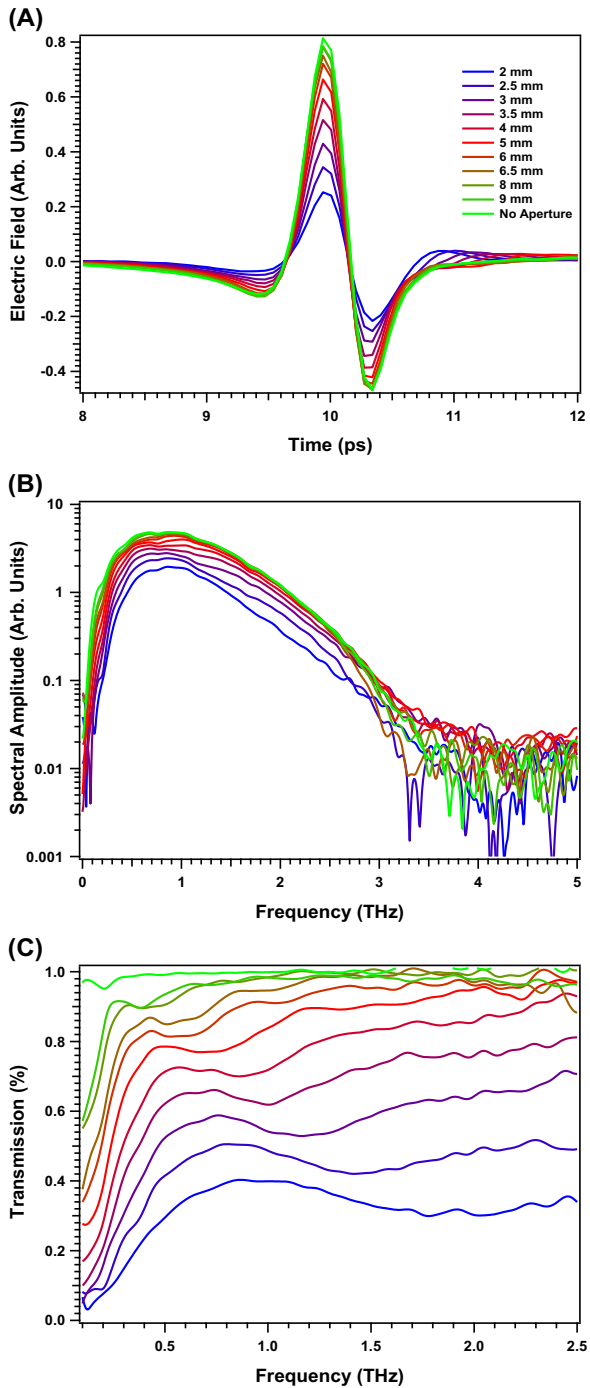 (A)
0.8
0.6
0.4
0.2
0.0
-0.2
-0.4
Electric Field (Arb. Units)
2 mm
2.5 mm
3 mm
3.5 mm
4 mm
5 mm
6 mm
6.5 mm
8 mm
9 mm
No Aperture
8
9
10
11
12
Time (ps)
(B)
10
1
0.1
0.01
0.001
Spectral Amplitude (Arb. Units)
0
1
2
3
4
5
Frequency (THz)
(C)
1.0
0.8
0.6
0.4
0.2
0.0
Transmission (%)
0.5
1.0
1.5
2.0
2.5
Frequency (THz)